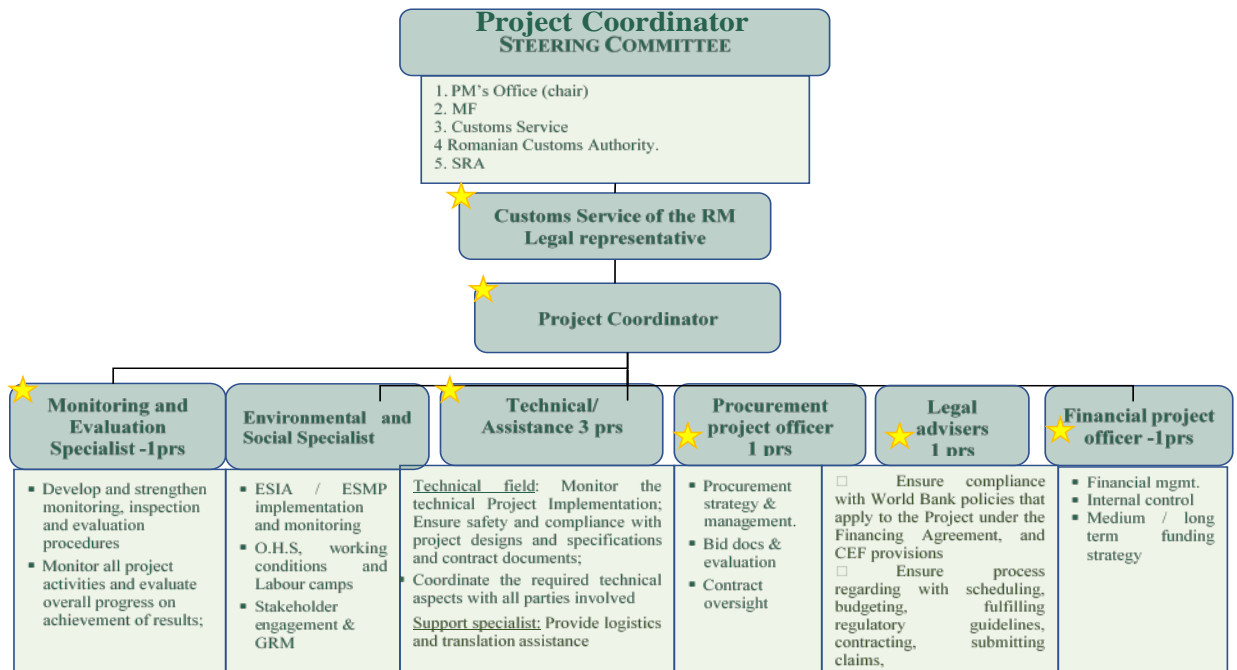 Project Coordinator
STEERING COMMITTEE
1. PM's Office (chair)
2. MF
3. Customs Service
4 Romanian Customs Authority.
5. SRA
Customs Service of the RM
Legal representative
Project Coordinator
Monitoring and
Evaluation
Specialist -1prs
▪ Develop and strengthen
monitoring, inspection
and evaluation
procedures
▪ Monitor all project
activities and evaluate
overall progress on
achievement of results;
Environmental and
Social Specialist
▪ ESIA / ESMP
implementation
and monitoring
▪ O.H.S, working
conditions and
Labour camps
▪ Stakeholder
engagement &
GRM
Technical/
Assistance 3 prs
Technical field: Monitor the
technical Project Implementation;
Ensure safety and compliance with
project designs and specifications
and contract documents;
▪ Coordinate the required technical
aspects with all parties involved
Support specialist: Provide logistics
and translation assistance
Procurement
project officer
1 prs
▪ Procurement
strategy &
management.
▪ Bid docs &
evaluation
▪ Contract
oversight
Legal
advisers
1 prs
□ Ensure compliance
with World Bank policies that
apply to the Project under the
Financing Agreement, and
CEF provisions
□ Ensure process
regarding with scheduling,
budgeting, fulfilling
regulatory guidelines,
contracting, submitting
claims,
Financial project
officer -1prs
▪ Financial mgmt.
▪ Internal control
▪ Medium / long
term funding
strategy